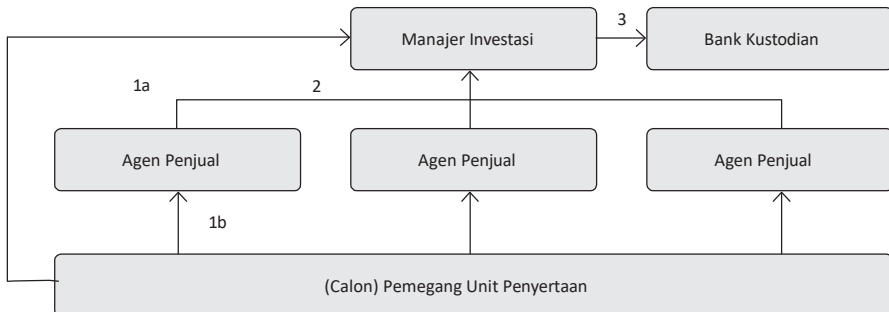 Manajer Investasi
3
Bank Kustodian
1a
2
Agen Penjual
Agen Penjual
Agen Penjual
1b
(Calon) Pemegang Unit Penyertaan